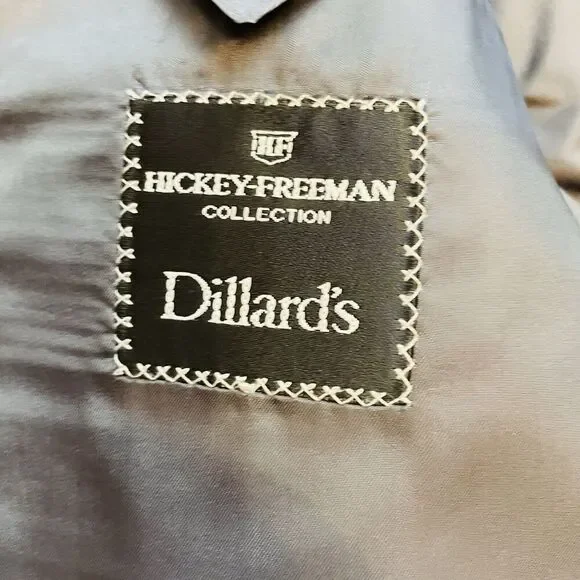 HF
HICKEY-FREEMAN
COLLECTION
Dillard's